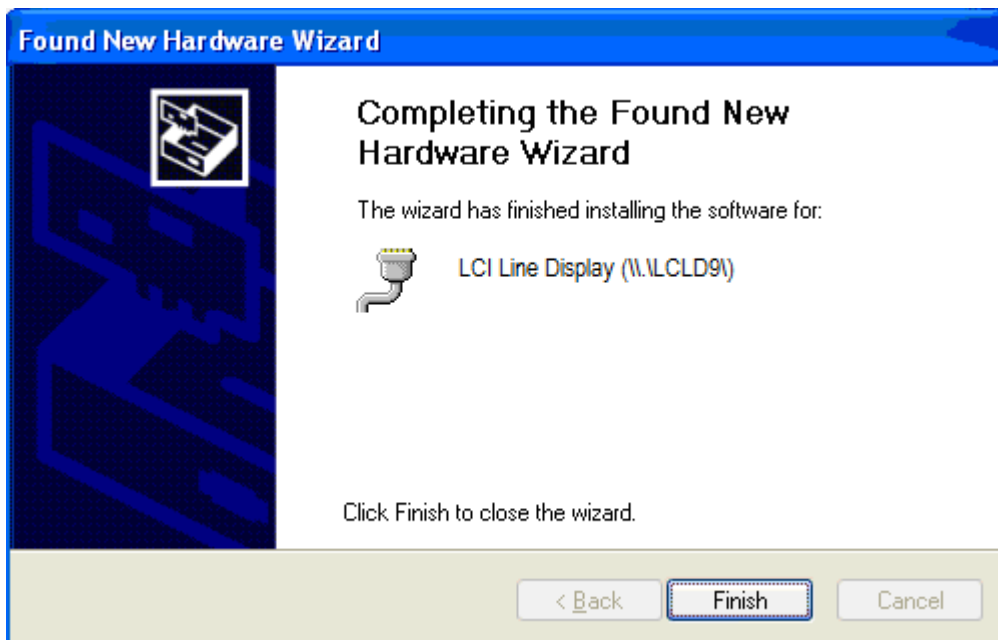 Found New Hardware Wizard
Completing the Found New
Hardware Wizard
The wizard has finished installing the software for:
LCI Line Display (\\.\LCLD9\)
Click Finish to close the wizard.
< Back
Finish
Cancel